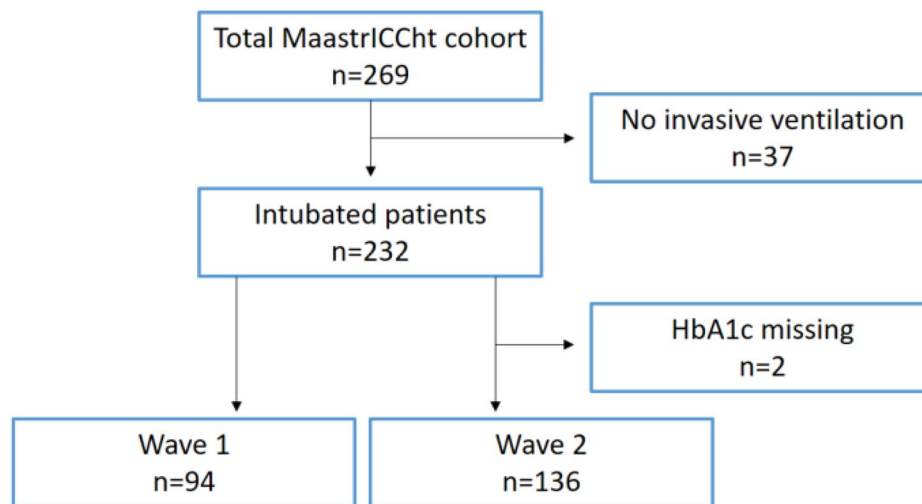 Total MaastrICCht cohort
n=269
No invasive ventilation
n=37
Intubated patients
n=232
HbA1c missing
n=2
Wave 1
n=94
Wave 2
n=136